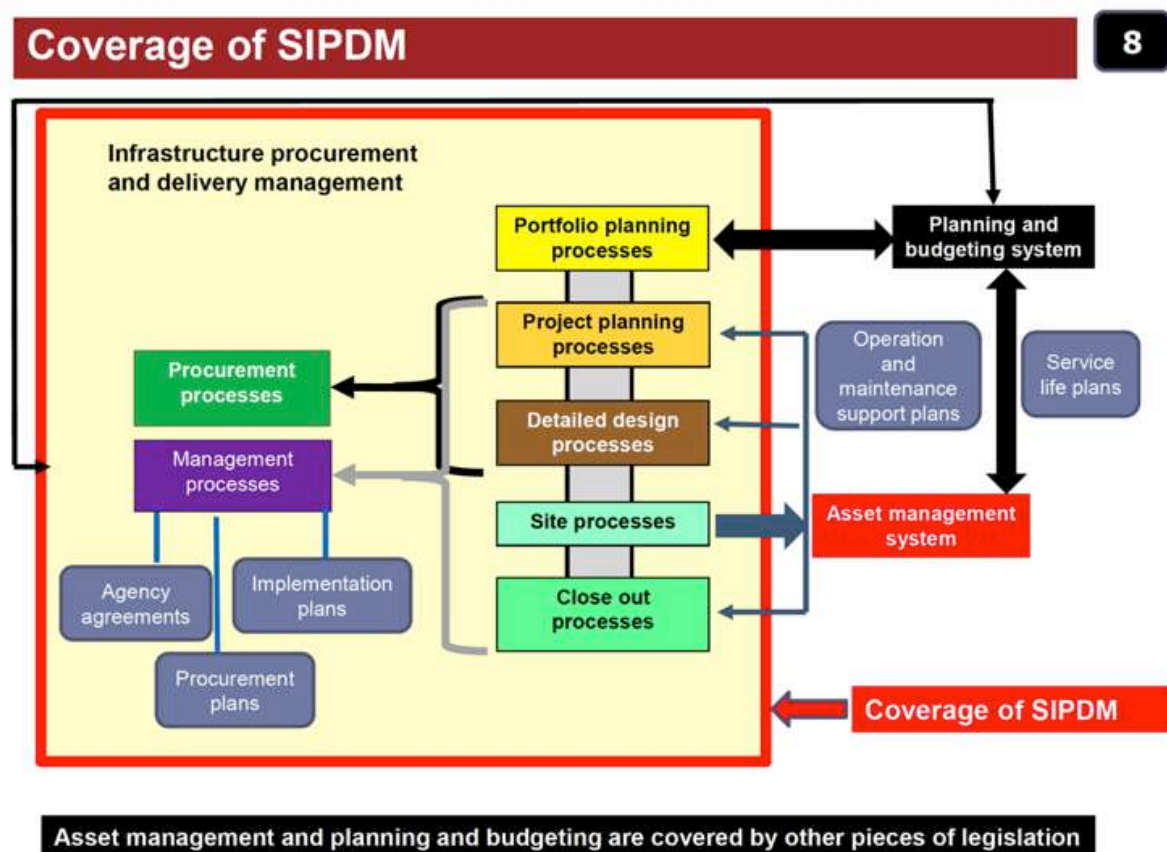 Coverage of SIPDM
8
Infrastructure procurement
and delivery management
Portfolio planning
processes
Planning and
budgeting system
Project planning
processes
Operation
and
maintenance
support plans
Service
life plans
Procurement
processes
Detailed design
processes
Management
processes
Site processes
Asset management
system
Agency
agreements
Implementation
plans
Close out
processes
Procurement
plans
Coverage of SIPDM
Asset management and planning and budgeting are covered by other pieces of legislation